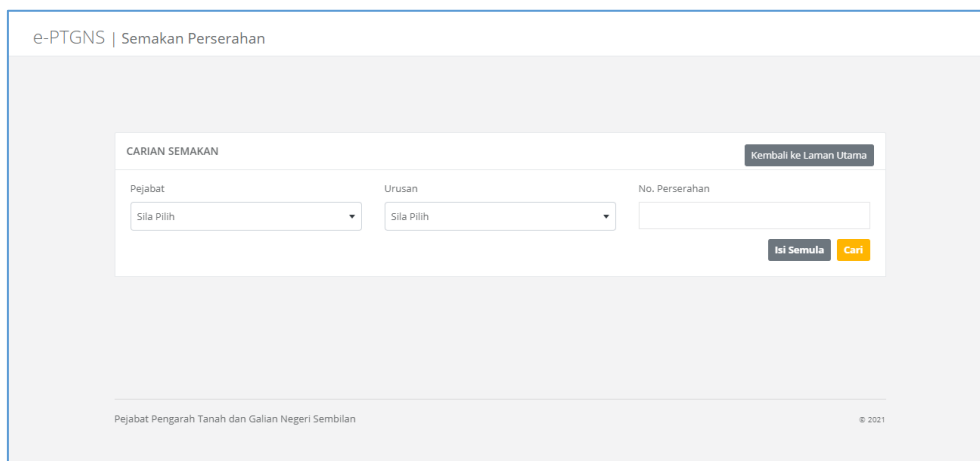 e-PTGNS | Semakan Perserahan
CARIAN SEMAKAN
Kembali ke Laman Utama
Pejabat
Urusan
No. Perserahan
Sila Pilih
Sila Pilih
Isi Semula
Cari
Pejabat Pengarah Tanah dan Galian Negeri Sembilan
© 2021